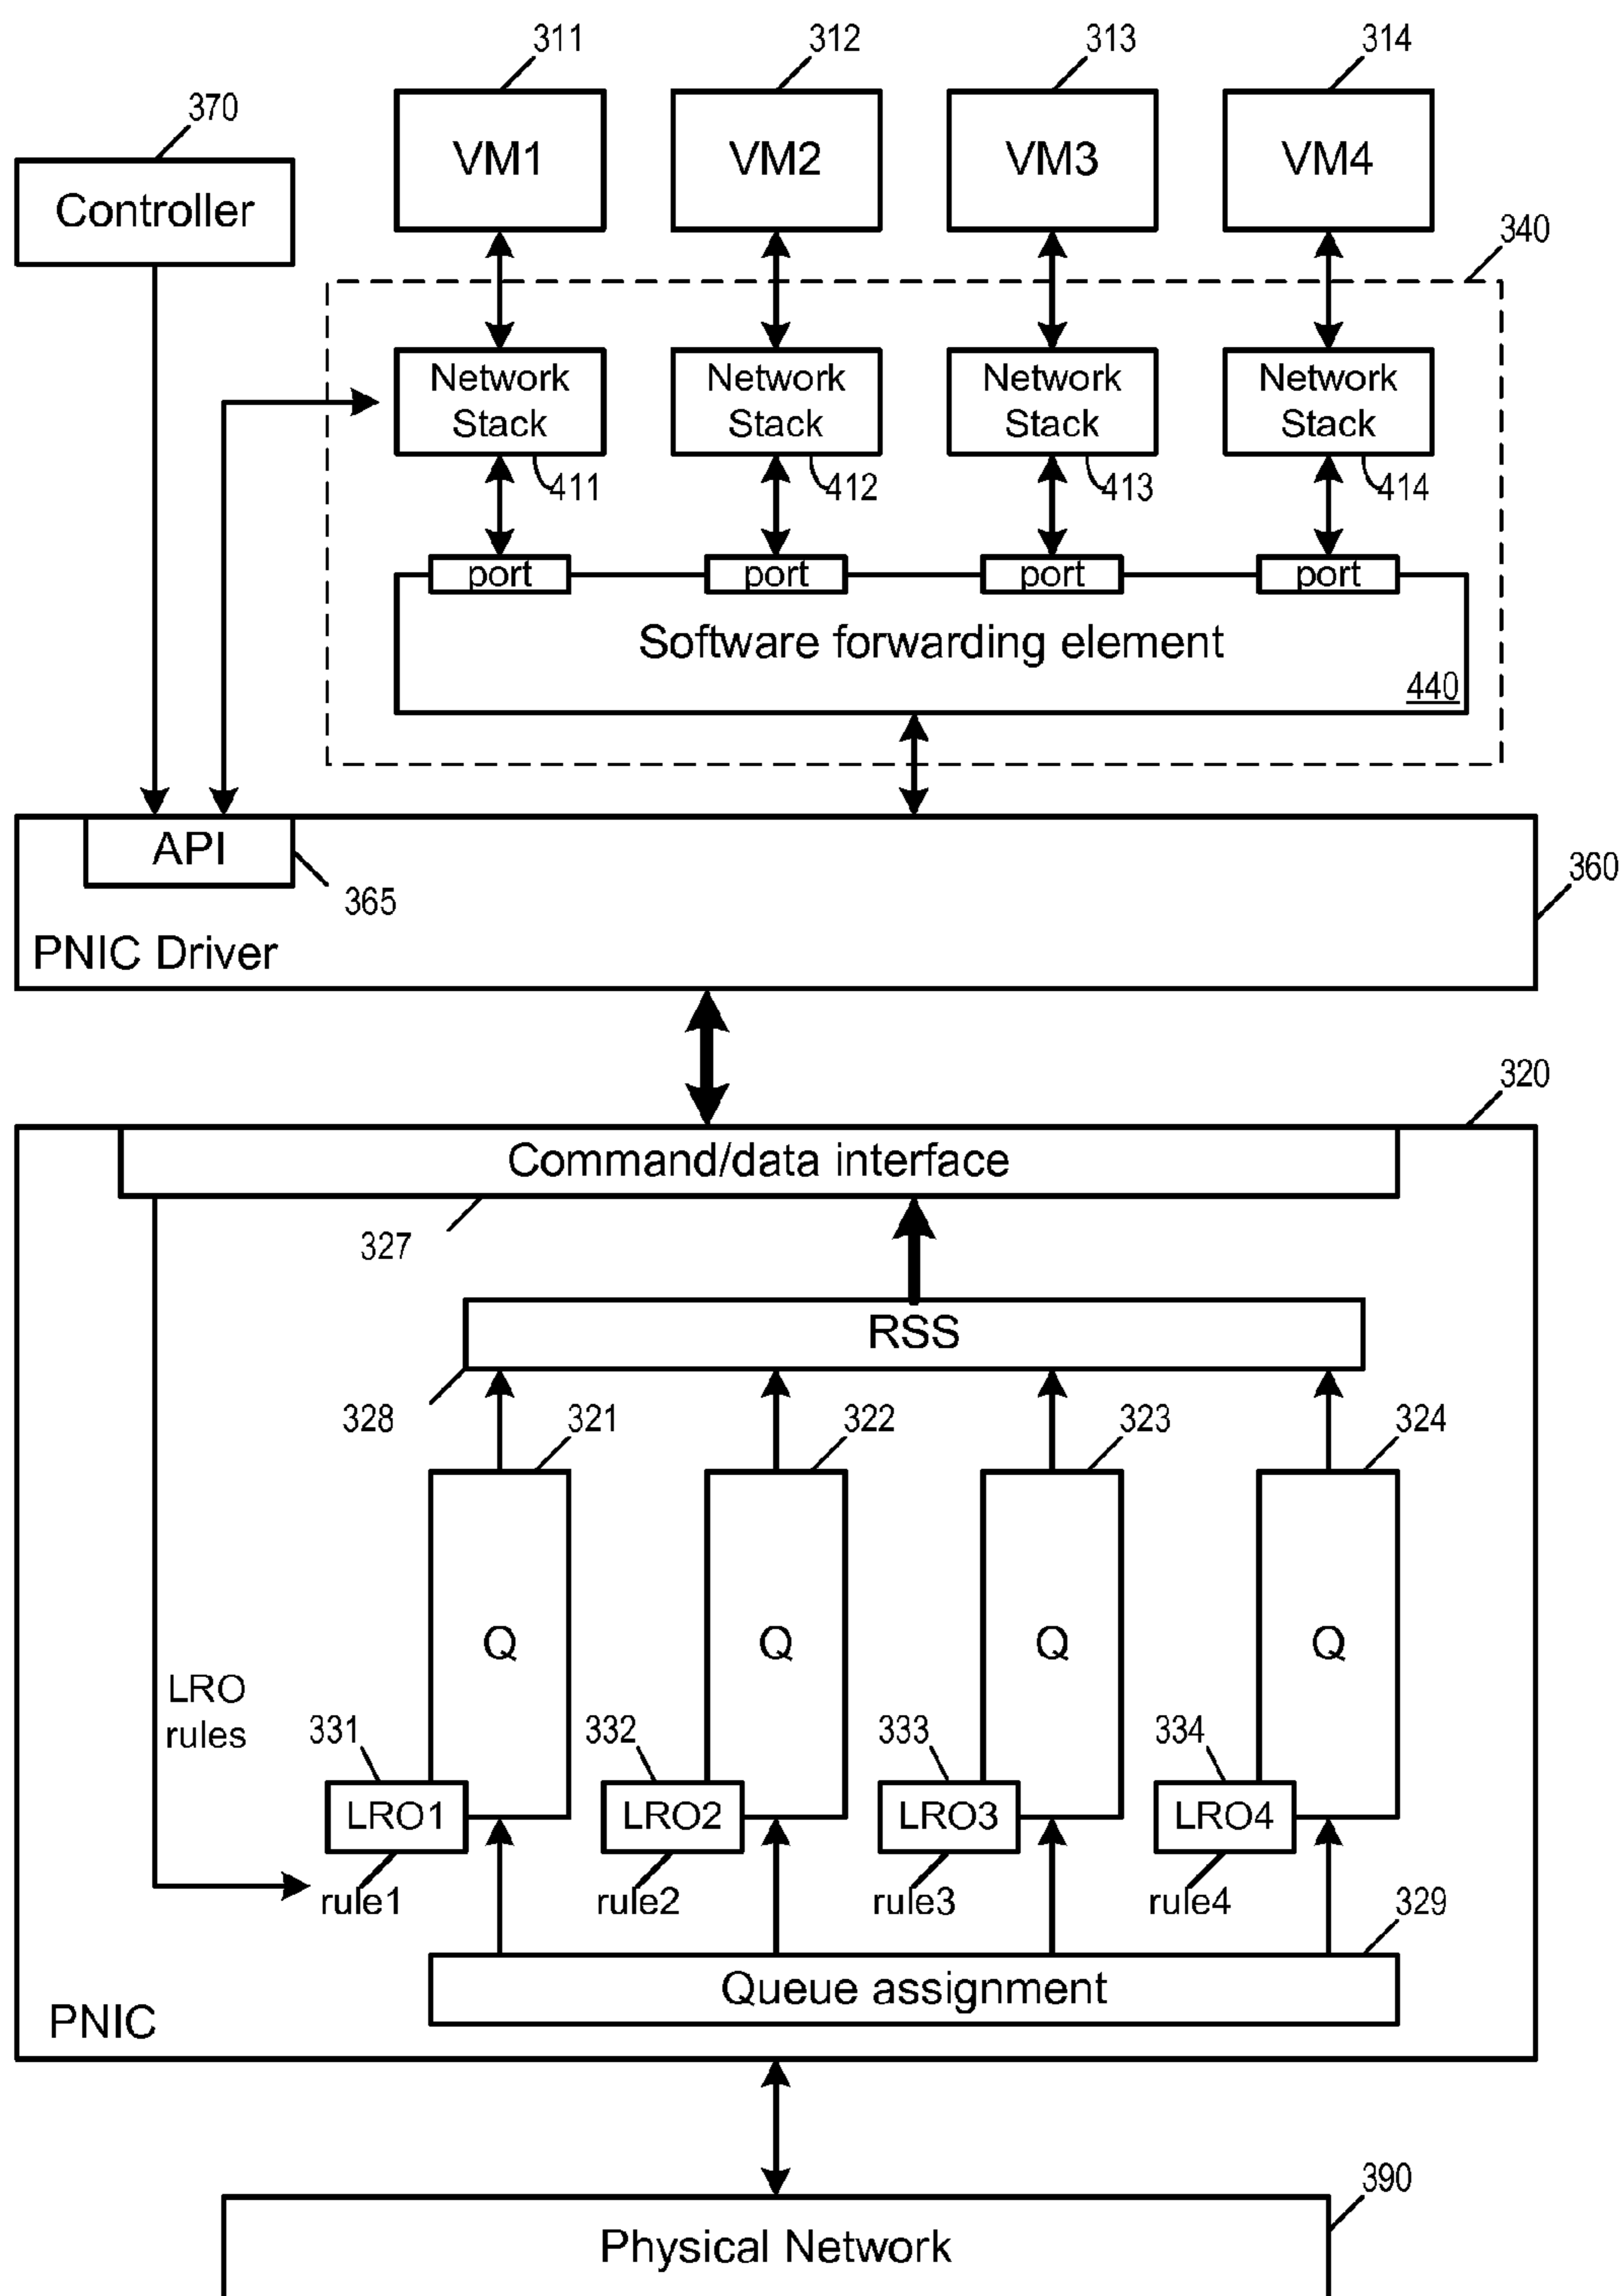 311
312
313
314
370
VM1
VM2
VM3
VM4
Controller
340
Network
Stack
Network
Stack
Network
Stack
Network
Stack
411
412
413
414
port
port
port
port
Software forwarding element
440
API
365
360
PNIC Driver
320
Command/data interface
327
RSS
328
321
322
323
324
Q
Q
Q
Q
LRO
rules
331
332
333
334
LRO1
LRO2
LRO3
LRO4
rule1
rule2
rule3
rule4
329
Queue assignment
PNIC
390
Physical Network